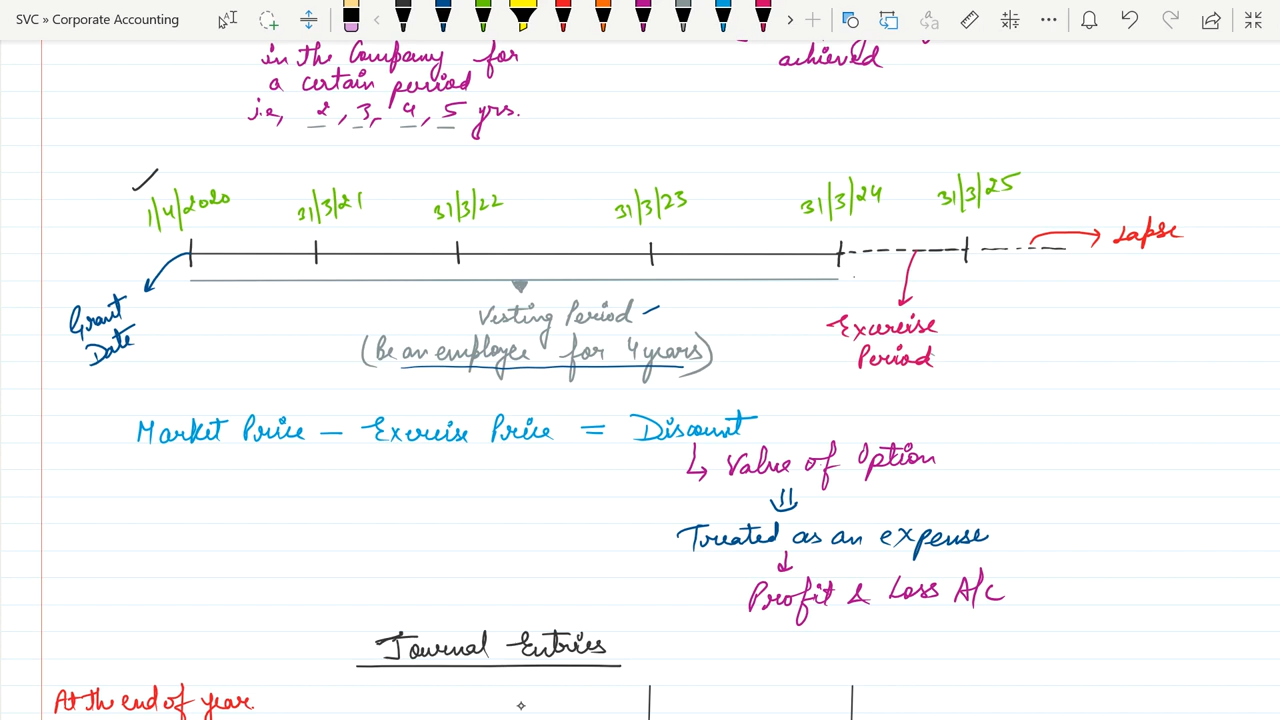 SVC » Corporate Accounting
in the Company for
achieved
a certain period
i.e, 2, 3, 4, 5 yrs.
1/4/2020 31/3/21 31/3/22 31/3/23 31/3/24 31/3/25
Lapse
Grant
Date
Vesting Period
(Be an employee for 4 years)
Exercise
Period
Market Price - Exercise Price = Discount
Value of Option
Treated as an expense
Profit & Loss A/C
Journal Entries
At the end of year